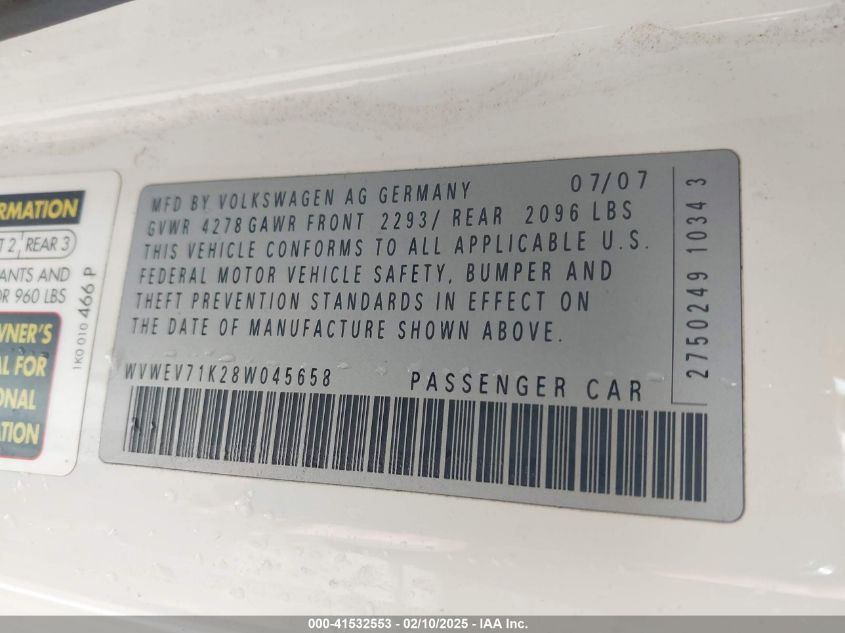 RMATION
T 2, REAR 3
ANTS AND
OR 960 LBS
WNER'S
AL FOR
ONAL
ATION
1K0 010 466 P
MFD BY VOLKSWAGEN AG GERMANY 07/07
GVWR 4278 GAWR FRONT 2293/ REAR 2096 LBS
THIS VEHICLE CONFORMS TO ALL APPLICABLE U.S.
FEDERAL MOTOR VEHICLE SAFETY, BUMPER AND
THEFT PREVENTION STANDARDS IN EFFECT ON
THE DATE OF MANUFACTURE SHOWN ABOVE.
WVWEV71K28W045658 PASSENGER CAR
2750249 1034 3
000-41532553 - 02/10/2025 - IAA Inc.